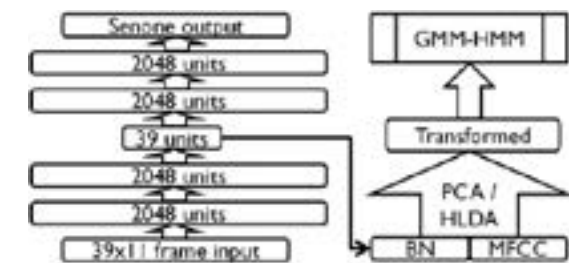 Senone output
2048 units
2048 units
39 units
2048 units
2048 units
39x11 frame input
GMM-HMM
Transformed
PCA /
HLDA
BN MFCC